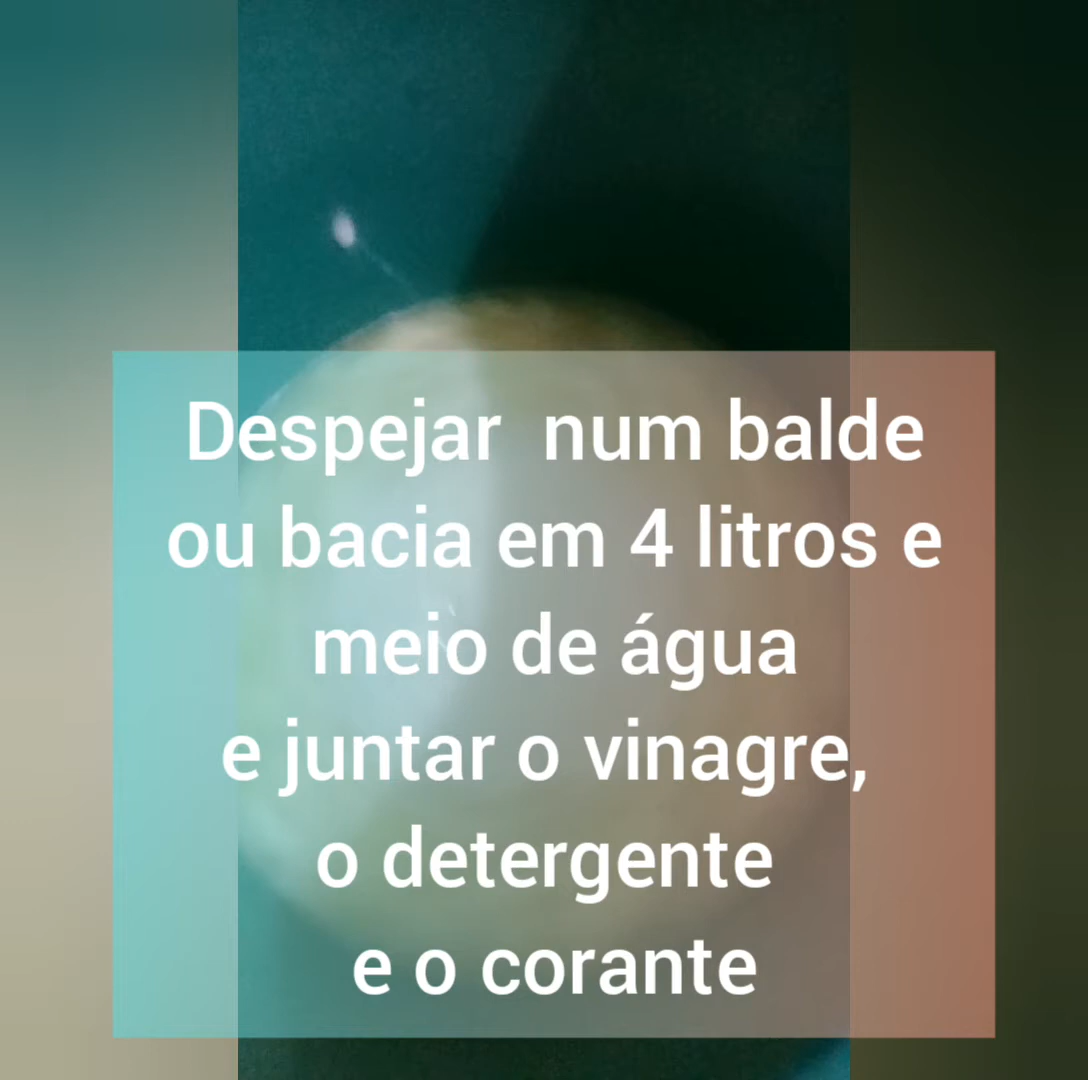 Despejar num balde
ou bacia em 4 litros e
meio de água
e juntar o vinagre,
o detergente
e o corante